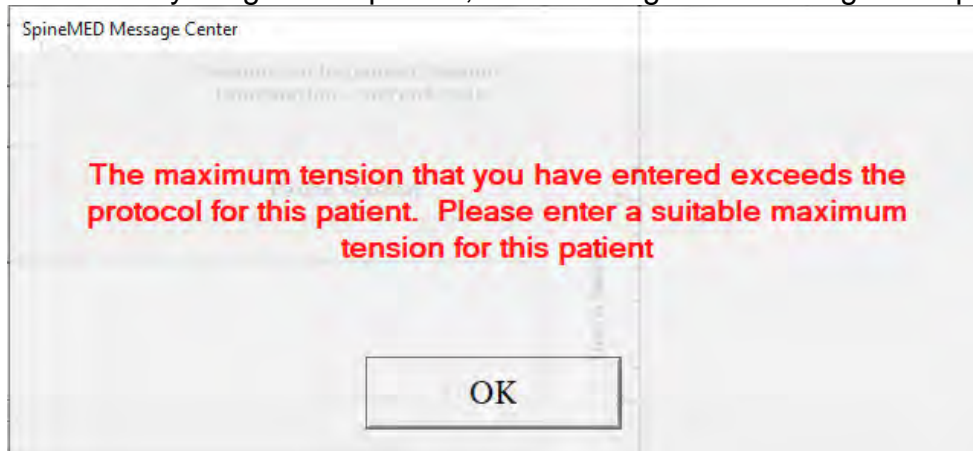 SpineMED Message Center
The maximum tension that you have entered exceeds the
protocol for this patient.  Please enter a suitable maximum
tension for this patient
OK